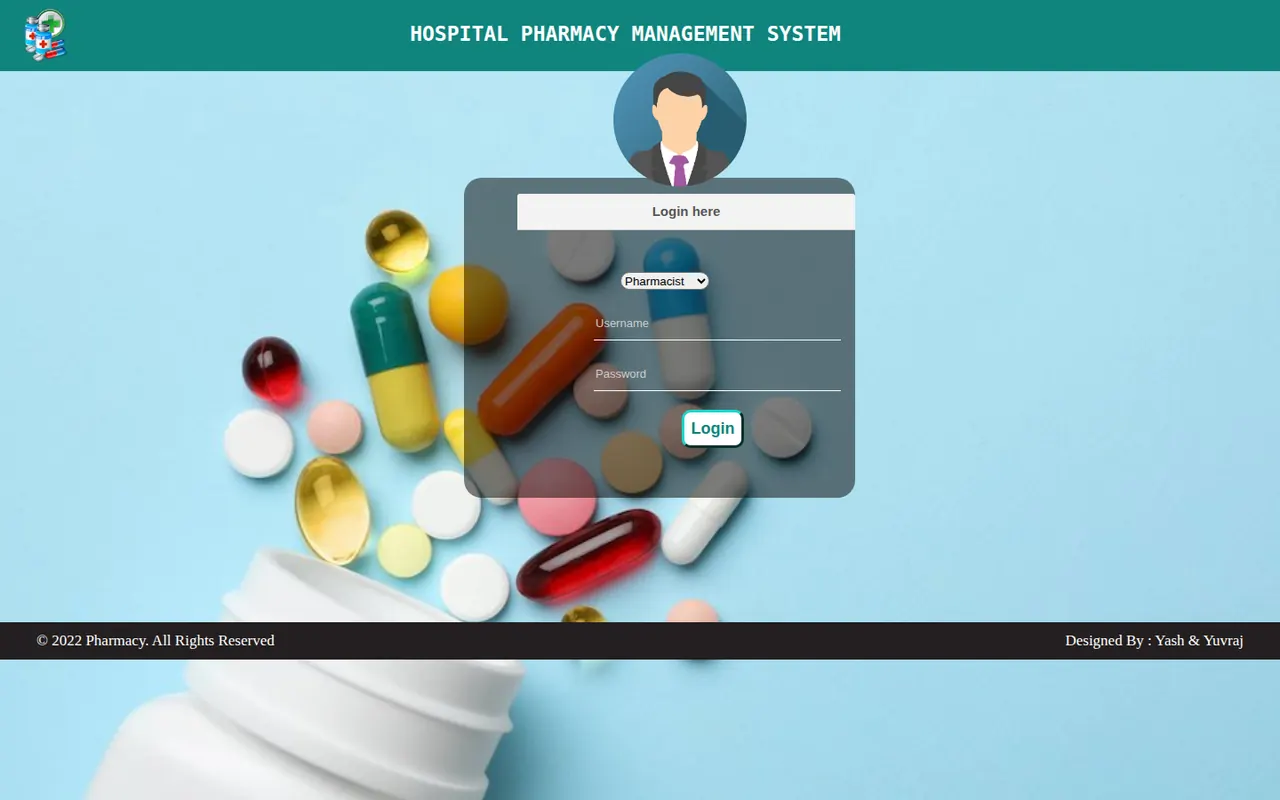 HOSPITAL PHARMACY MANAGEMENT SYSTEM
Login here
Pharmacist
Username
Password
Login
© 2022 Pharmacy. All Rights Reserved
Designed By : Yash & Yuvraj